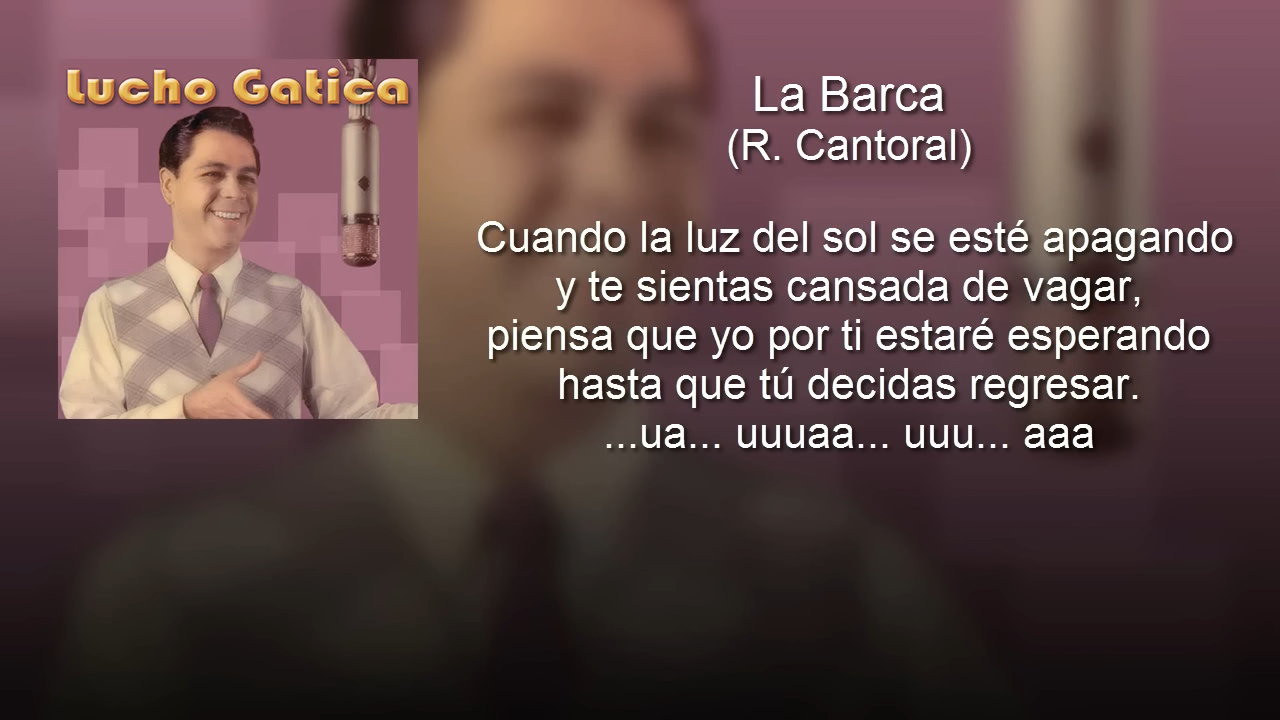 Lucho Gatica
La Barca
(R. Cantoral)
Cuando la luz del sol se esté apagando
y te sientas cansada de vagar,
piensa que yo por ti estaré esperando
hasta que tú decidas regresar.
...ua... uuuaa... uuu... aaa